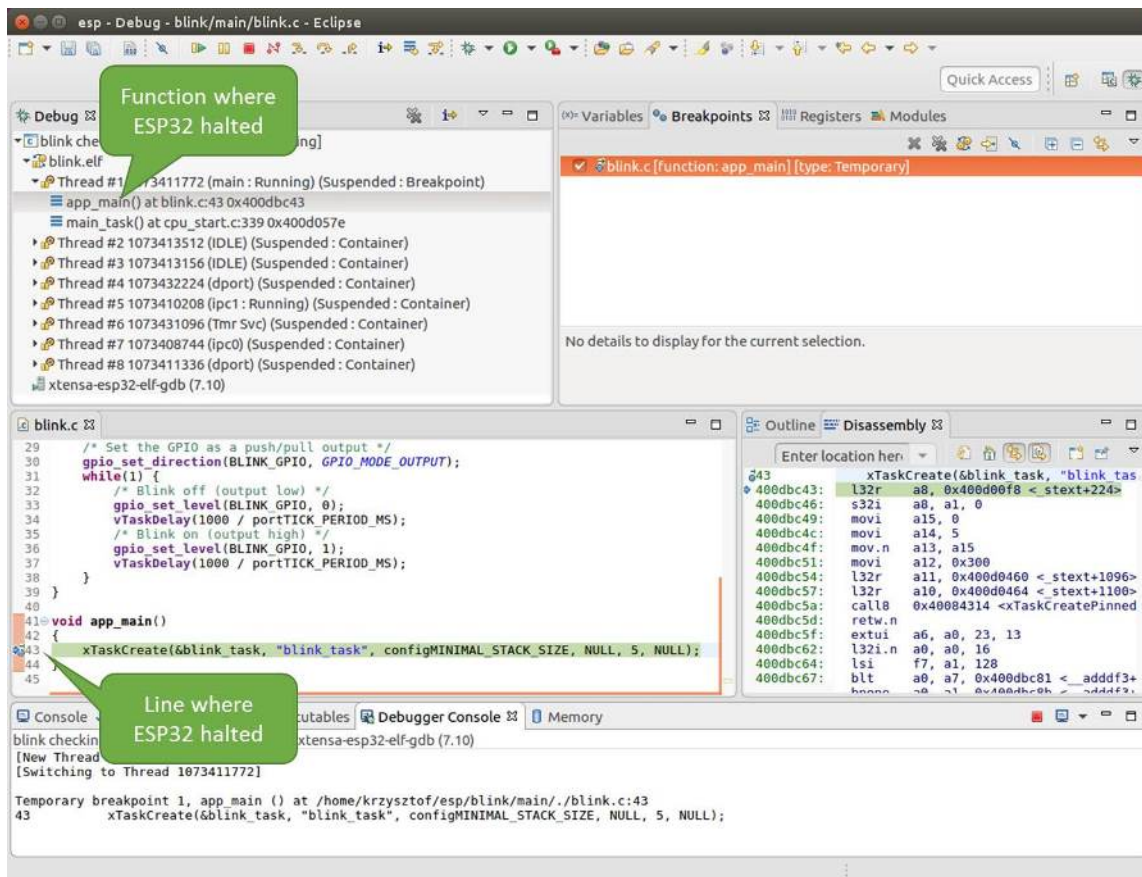 esp - Debug - blink/main/blink.c - Eclipse
Quick Access
Function where
ESP32 halted
Debug
blink che
ing]
blink.elf
Thread #1 1073411772 (main : Running) (Suspended : Breakpoint)
app_main() at blink.c:43 0x400dbc43
main_task() at cpu_start.c:339 0x400d057e
Thread #2 1073413512 (IDLE) (Suspended : Container)
Thread #3 1073413156 (IDLE) (Suspended : Container)
Thread #4 1073432224 (dport) (Suspended : Container)
Thread #5 1073410208 (ipc1 : Running) (Suspended : Container)
Thread #6 1073431096 (Tmr Svc) (Suspended : Container)
Thread #7 1073408744 (ipc0) (Suspended : Container)
Thread #8 1073411336 (dport) (Suspended : Container)
xtensa-esp32-elf-gdb (7.10)
(x)= Variables Breakpoints Registers Modules
blink.c [function: app_main] [type: Temporary]
No details to display for the current selection.
blink.c
29 /* Set the GPIO as a push/pull output */
30 gpio_set_direction(BLINK_GPIO, GPIO_MODE_OUTPUT);
31 while(1) {
32 /* Blink off (output low) */
33 gpio_set_level(BLINK_GPIO, 0);
34 vTaskDelay(1000 / portTICK_PERIOD_MS);
35 /* Blink on (output high) */
36 gpio_set_level(BLINK_GPIO, 1);
37 vTaskDelay(1000 / portTICK_PERIOD_MS);
38 }
39 }
40
41 void app_main()
42 {
43 xTaskCreate(&blink_task, "blink_task", configMINIMAL_STACK_SIZE, NULL, 5, NULL);
44
45
Line where
ESP32 halted
Outline Disassembly
Enter location her
43 xTaskCreate(&blink_task, "blink_tas
400dbc43: l32r a8, 0x400d00f8 <_stext+224>
400dbc46: s32i a8, a1, 0
400dbc49: movi a15, 0
400dbc4c: movi a14, 5
400dbc4f: mov.n a13, a15
400dbc51: movi a12, 0x300
400dbc54: l32r a11, 0x400d0460 <_stext+1096>
400dbc57: l32r a10, 0x400d0464 <_stext+1100>
400dbc5a: call8 0x40084314 <xTaskCreatePinned
400dbc5d: retw.n
400dbc5f: extui a6, a0, 23, 13
400dbc62: l32i.n a0, a0, 16
400dbc64: lsi f7, a1, 128
400dbc67: blt a0, a7, 0x400dbc81 <__adddf3+
Console
cutables Debugger Console Memory
blink checkin
xtensa-esp32-elf-gdb (7.10)
[New Thread
[Switching to Thread 1073411772]
Temporary breakpoint 1, app_main () at /home/krzysztof/esp/blink/main/./blink.c:43
43 xTaskCreate(&blink_task, "blink_task", configMINIMAL_STACK_SIZE, NULL, 5, NULL);